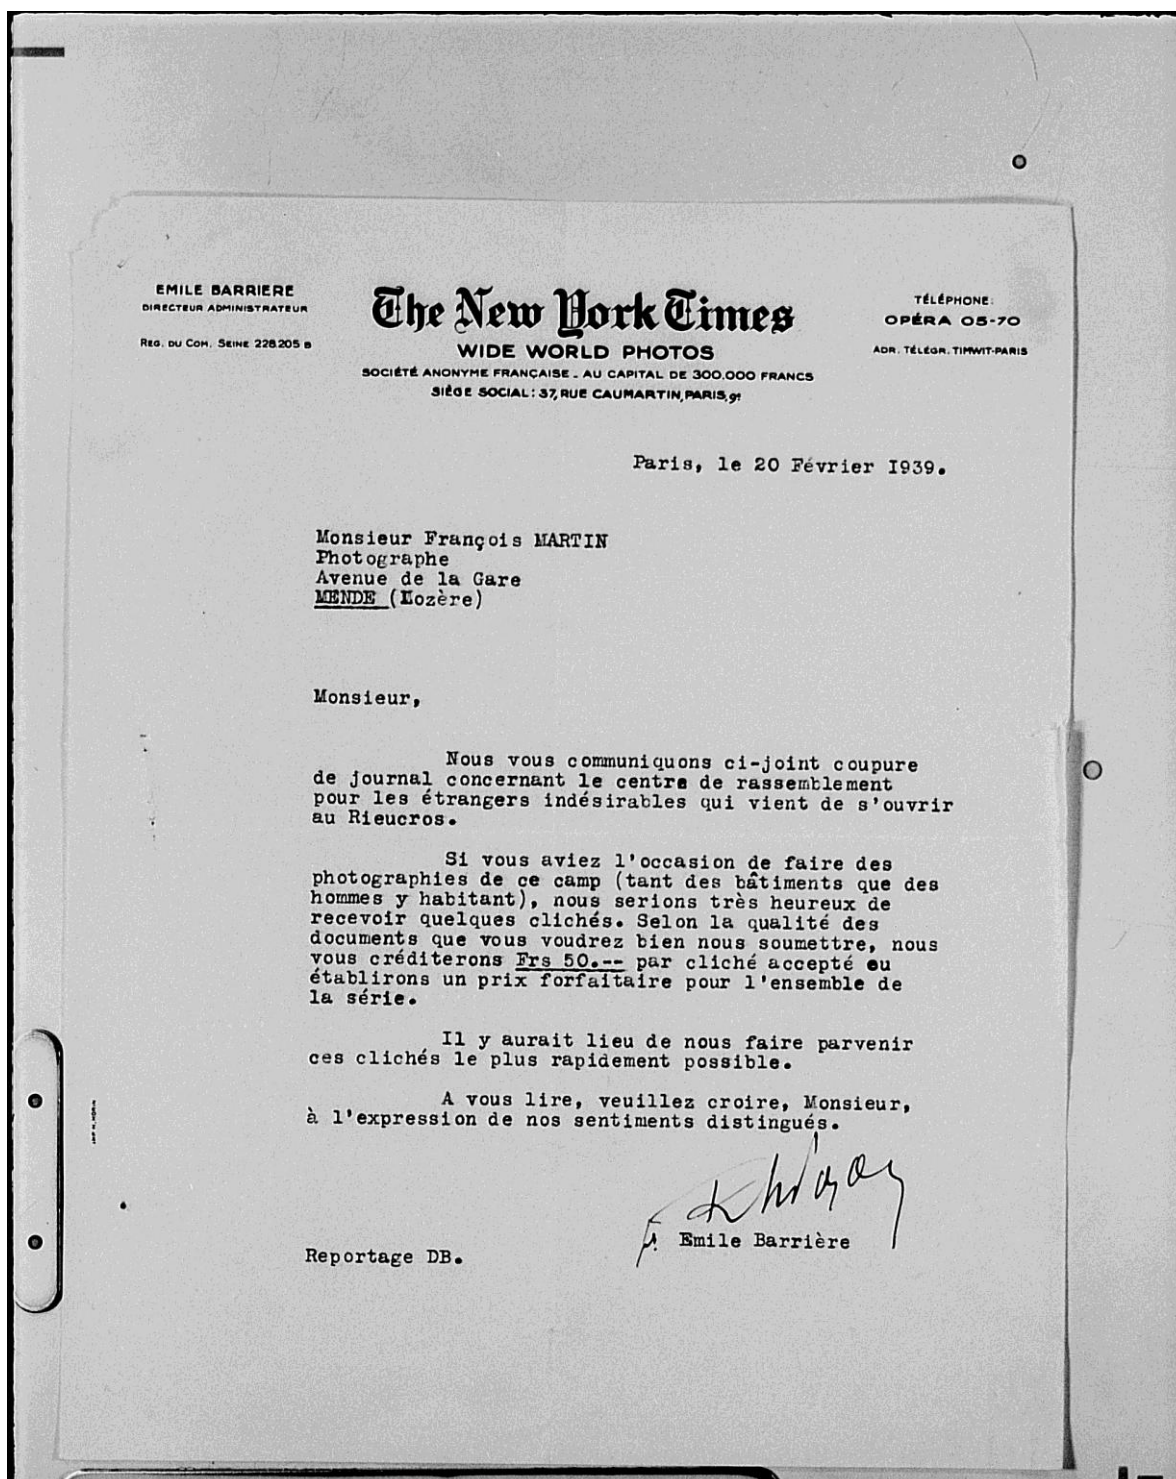 EMILE BARRIERE
DIRECTEUR ADMINISTRATEUR
REG. DU COM. SEINE 228205 B
The New York Times
WIDE WORLD PHOTOS
SOCIÉTÉ ANONYME FRANÇAISE - AU CAPITAL DE 300.000 FRANCS
SIÈGE SOCIAL: 37, RUE CAUMARTIN, PARIS, 9e
TÉLÉPHONE:
OPÉRA 05-70
ADR. TÉLÉGR. TIMWIT-PARIS
Paris, le 20 Février I939.
Monsieur François MARTIN
Photographe
Avenue de la Gare
MENDE (Lozère)
Monsieur,
Nous vous communiquons ci-joint coupure
de journal concernant le centre de rassemblement
pour les étrangers indésirables qui vient de s'ouvrir
au Rieucros.
Si vous aviez l'occasion de faire des
photographies de ce camp (tant des bâtiments que des
hommes y habitant), nous serions très heureux de
recevoir quelques clichés. Selon la qualité des
documents que vous voudrez bien nous soumettre, nous
vous créditerons Frs 50.-- par cliché accepté ou
établirons un prix forfaitaire pour l'ensemble de
la série.
Il y aurait lieu de nous faire parvenir
ces clichés le plus rapidement possible.
A vous lire, veuillez croire, Monsieur,
à l'expression de nos sentiments distingués.
Emile Barrière
Reportage DB.